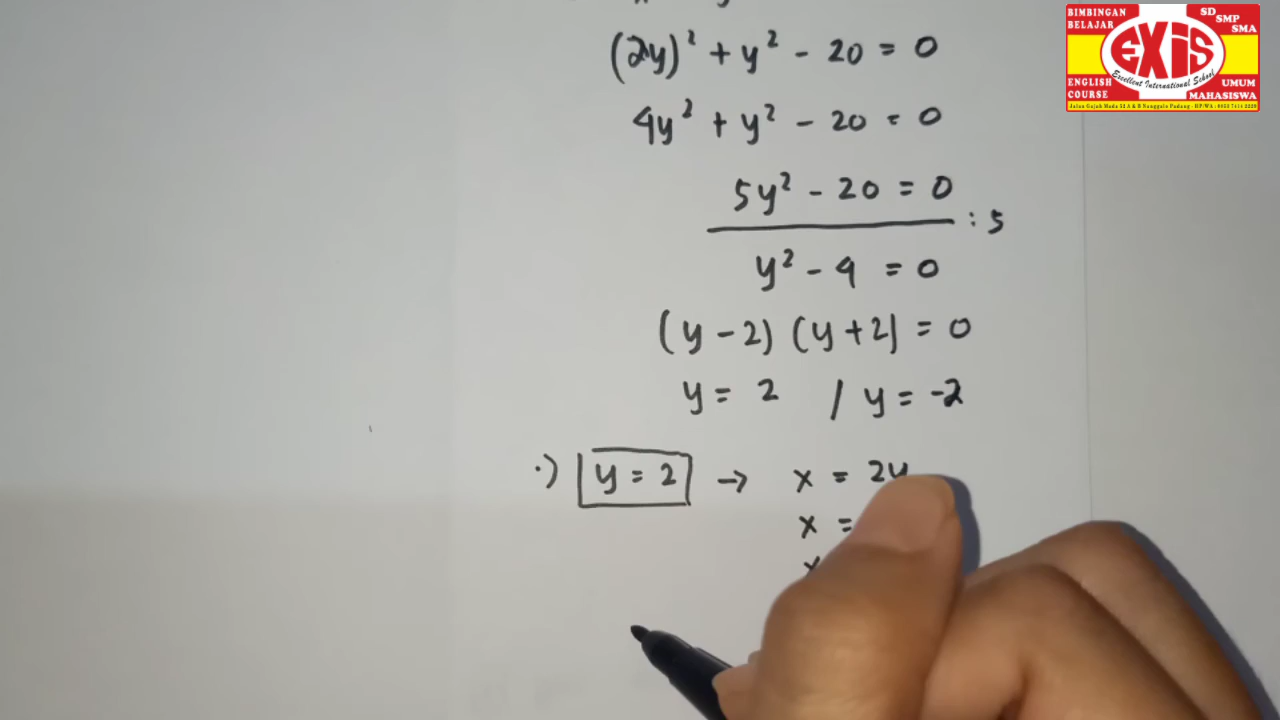 BIMBINGAN BELAJAR
SD SMP SMA
EXIS
Excellent International School
ENGLISH COURSE
UMUM MAHASISWA
(2y)² + y² - 20 = 0
4y² + y² - 20 = 0
5y² - 20 = 0
: 5
y² - 4 = 0
(y - 2) (y + 2) = 0
y = 2 / y = -2
·) y = 2 → x = 2y
x =
x